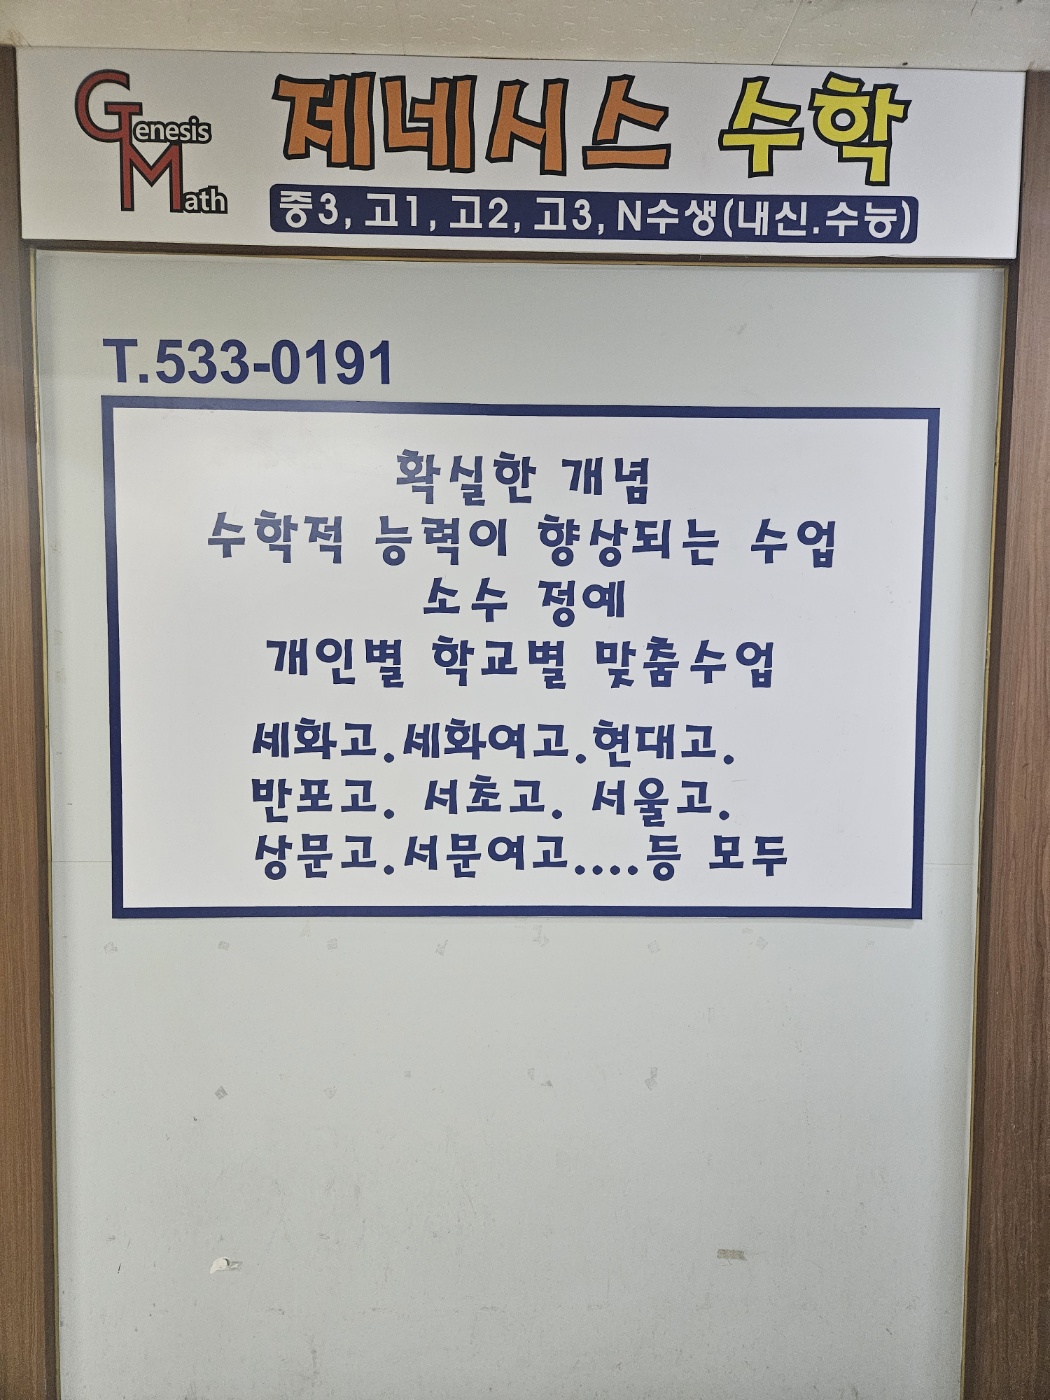 Genesis
Math
제네시스 수학
중3, 고1, 고2, 고3, N수생(내신.수능)
T.533-0191
확실한 개념
수학적 능력이 향상되는 수업
소수 정예
개인별 학교별 맞춤수업
세화고.세화여고.현대고.
반포고. 서초고. 서울고.
상문고.서문여고....등 모두